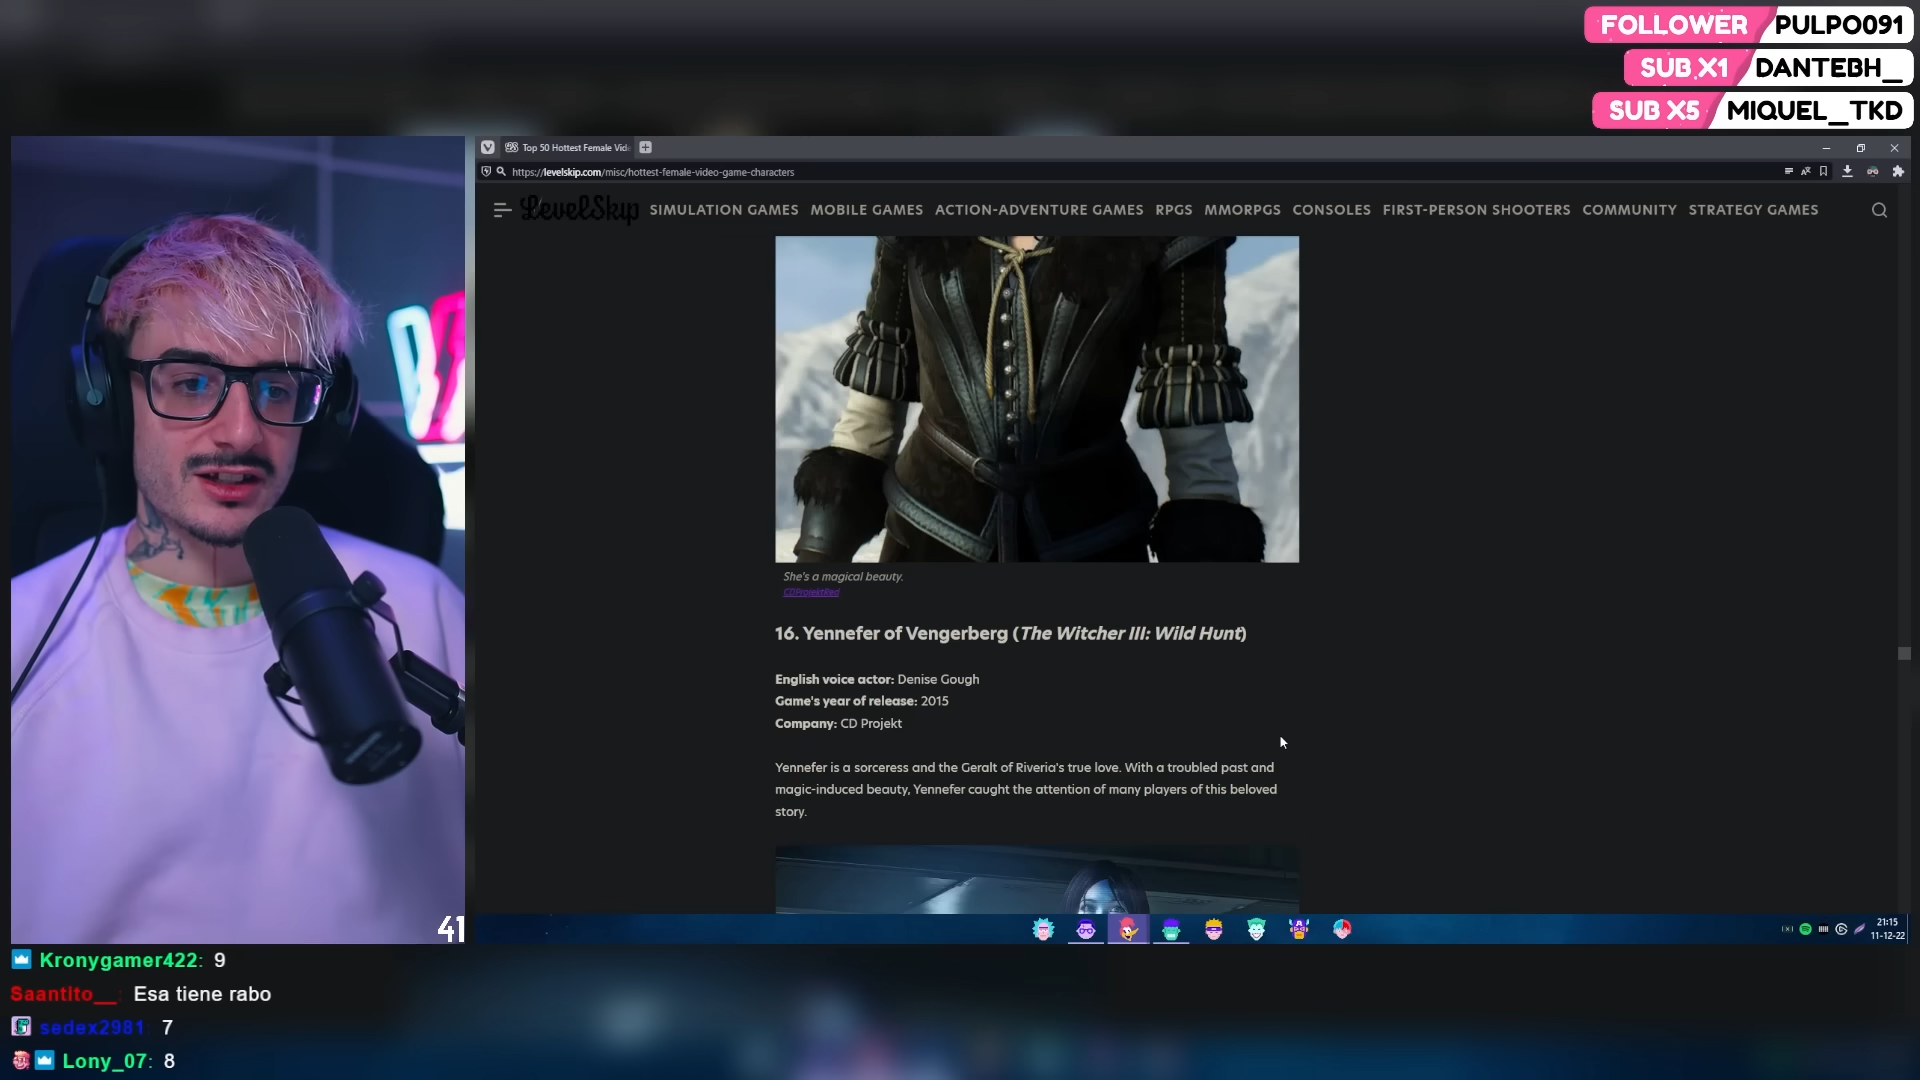 FOLLOWER PULPO091
SUB X1 DANTEBH_
SUB X5 MIQUEL_TKD
Top 50 Hottest Female Vide
https://levelskip.com/misc/hottest-female-video-game-characters
LevelSkip SIMULATION GAMES MOBILE GAMES ACTION-ADVENTURE GAMES RPGS MMORPGS CONSOLES FIRST-PERSON SHOOTERS COMMUNITY STRATEGY GAMES
She's a magical beauty.
CDProjektRed
16. Yennefer of Vengerberg (The Witcher III: Wild Hunt)
English voice actor: Denise Gough
Game's year of release: 2015
Company: CD Projekt
Yennefer is a sorceress and the Geralt of Riveria's true love. With a troubled past and
magic-induced beauty, Yennefer caught the attention of many players of this beloved
story.
41
21:15
11-12-22
Kronygamer422: 9
Saantito__: Esa tiene rabo
sedex2981: 7
Lony_07: 8